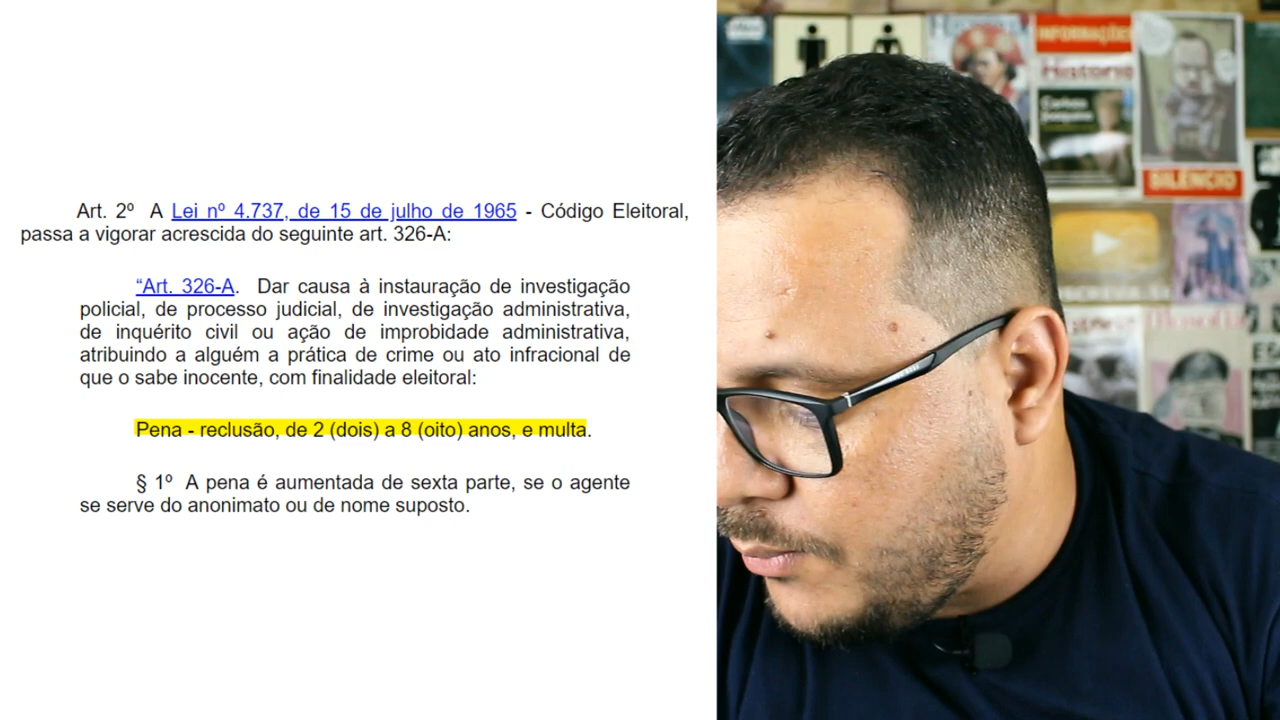 Art. 2º A Lei nº 4.737, de 15 de julho de 1965 - Código Eleitoral,
passa a vigorar acrescida do seguinte art. 326-A:
“Art. 326-A. Dar causa à instauração de investigação
policial, de processo judicial, de investigação administrativa,
de inquérito civil ou ação de improbidade administrativa,
atribuindo a alguém a prática de crime ou ato infracional de
que o sabe inocente, com finalidade eleitoral:
Pena - reclusão, de 2 (dois) a 8 (oito) anos, e multa.
§ 1º A pena é aumentada de sexta parte, se o agente
se serve do anonimato ou de nome suposto.
INFORMAÇÕES
História
SILÊNCIO